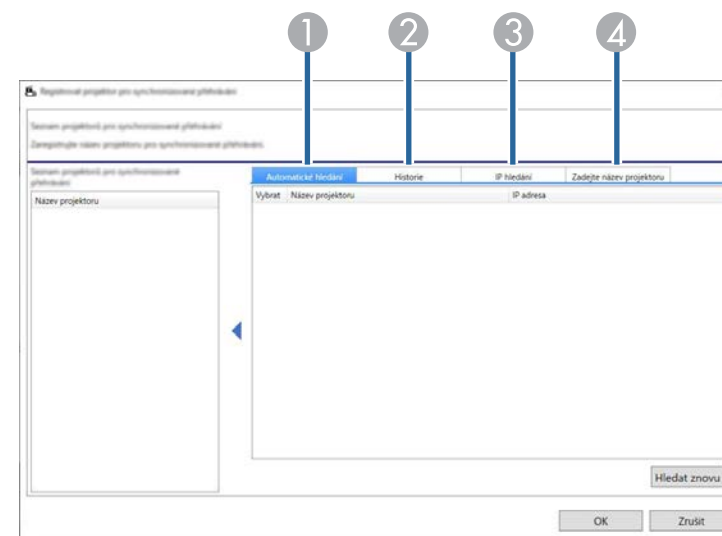 1 2 3 4
Registrovat projektor pro synchronizované přehrávání
Seznam projektorů pro synchronizované přehrávání
Zaregistrujte název projektoru pro synchronizované přehrávání.
Seznam projektorů pro synchronizované
přehrávání
Automatické hledání Historie IP hledání Zadejte název projektoru
Název projektoru
Vybrat Název projektoru IP adresa
Hledat znovu
OK Zrušit